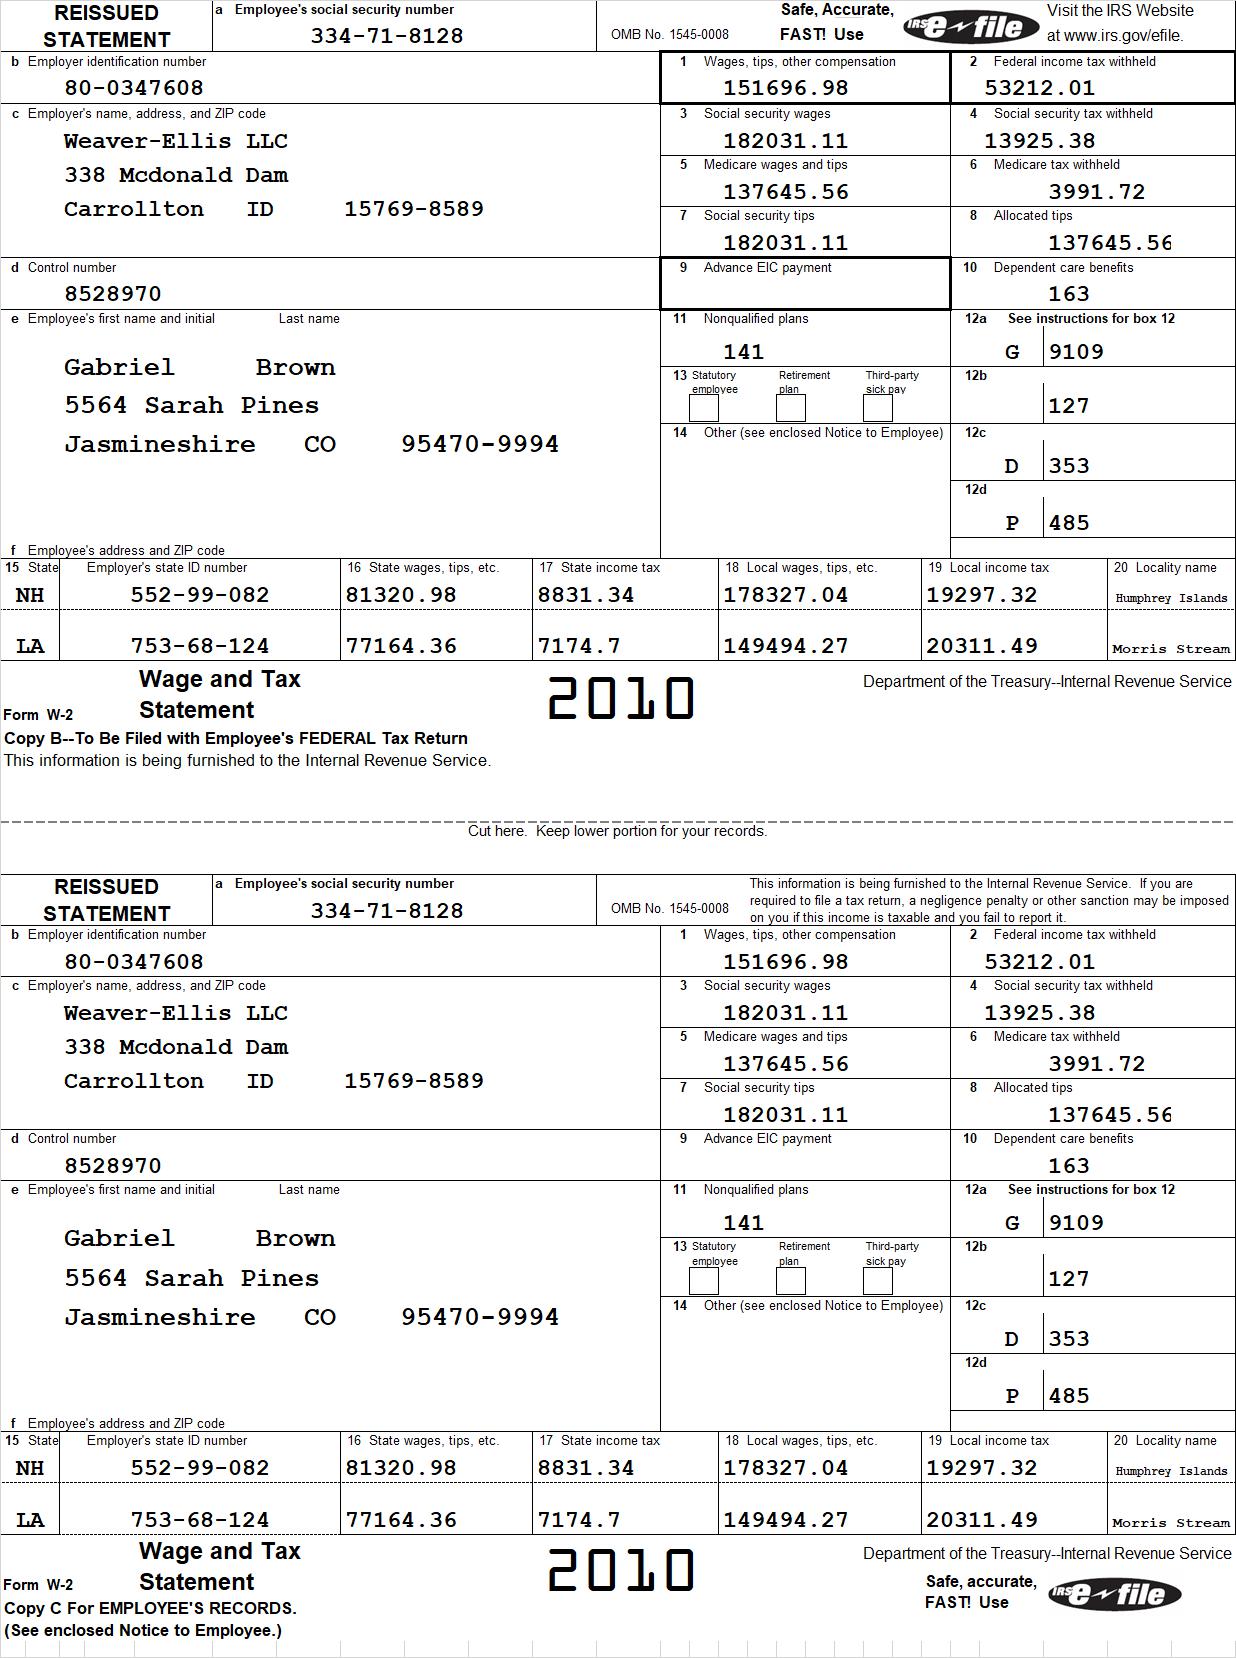 REISSUED STATEMENT
a Employee's social security number
334-71-8128
OMB No. 1545-0008
Safe, Accurate, FAST! Use
IRS e-file
Visit the IRS Website at www.irs.gov/efile.
b Employer identification number
80-0347608
1 Wages, tips, other compensation
151696.98
2 Federal income tax withheld
53212.01
c Employer's name, address, and ZIP code
Weaver-Ellis LLC
338 Mcdonald Dam
Carrollton ID 15769-8589
3 Social security wages
182031.11
4 Social security tax withheld
13925.38
5 Medicare wages and tips
137645.56
6 Medicare tax withheld
3991.72
7 Social security tips
182031.11
8 Allocated tips
137645.56
d Control number
8528970
9 Advance EIC payment
10 Dependent care benefits
163
e Employee's first name and initial Last name
Gabriel Brown
5564 Sarah Pines
Jasmineshire CO 95470-9994
11 Nonqualified plans
141
12a See instructions for box 12
G 9109
13 Statutory employee Retirement plan Third-party sick pay
12b
127
14 Other (see enclosed Notice to Employee)
12c
D 353
12d
P 485
f Employee's address and ZIP code
15 State Employer's state ID number 16 State wages, tips, etc. 17 State income tax 18 Local wages, tips, etc. 19 Local income tax 20 Locality name
NH 552-99-082 81320.98 8831.34 178327.04 19297.32 Humphrey Islands
LA 753-68-124 77164.36 7174.7 149494.27 20311.49 Morris Stream
Form W-2 Wage and Tax Statement
2010
Department of the Treasury--Internal Revenue Service
Copy B--To Be Filed with Employee's FEDERAL Tax Return
This information is being furnished to the Internal Revenue Service.
Cut here. Keep lower portion for your records.
REISSUED STATEMENT
a Employee's social security number
334-71-8128
OMB No. 1545-0008
This information is being furnished to the Internal Revenue Service. If you are
required to file a tax return, a negligence penalty or other sanction may be imposed
on you if this income is taxable and you fail to report it.
b Employer identification number
80-0347608
1 Wages, tips, other compensation
151696.98
2 Federal income tax withheld
53212.01
c Employer's name, address, and ZIP code
Weaver-Ellis LLC
338 Mcdonald Dam
Carrollton ID 15769-8589
3 Social security wages
182031.11
4 Social security tax withheld
13925.38
5 Medicare wages and tips
137645.56
6 Medicare tax withheld
3991.72
7 Social security tips
182031.11
8 Allocated tips
137645.56
d Control number
8528970
9 Advance EIC payment
10 Dependent care benefits
163
e Employee's first name and initial Last name
Gabriel Brown
5564 Sarah Pines
Jasmineshire CO 95470-9994
11 Nonqualified plans
141
12a See instructions for box 12
G 9109
13 Statutory employee Retirement plan Third-party sick pay
12b
127
14 Other (see enclosed Notice to Employee)
12c
D 353
12d
P 485
f Employee's address and ZIP code
15 State Employer's state ID number 16 State wages, tips, etc. 17 State income tax 18 Local wages, tips, etc. 19 Local income tax 20 Locality name
NH 552-99-082 81320.98 8831.34 178327.04 19297.32 Humphrey Islands
LA 753-68-124 77164.36 7174.7 149494.27 20311.49 Morris Stream
Form W-2 Wage and Tax Statement
2010
Department of the Treasury--Internal Revenue Service
Safe, accurate, FAST! Use
IRS e-file
Copy C For EMPLOYEE'S RECORDS.
(See enclosed Notice to Employee.)